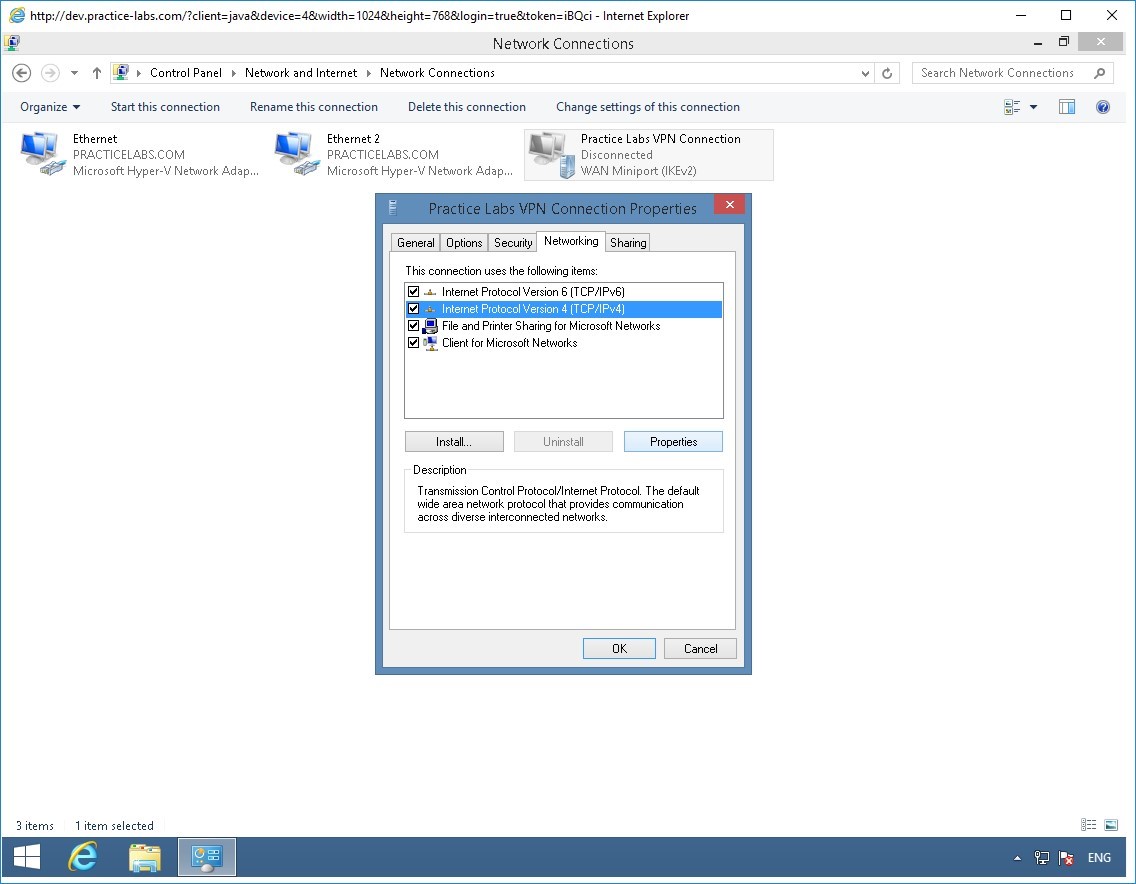 http://dev.practice-labs.com/?client=java&device=4&width=1024&height=768&login=true&token=iBQci - Internet Explorer
Network Connections
Control Panel Network and Internet Network Connections
Search Network Connections
Organize Start this connection Rename this connection Delete this connection Change settings of this connection
Ethernet
PRACTICELABS.COM
Microsoft Hyper-V Network Adap...
Ethernet 2
PRACTICELABS.COM
Microsoft Hyper-V Network Adap...
Practice Labs VPN Connection
Disconnected
WAN Miniport (IKEv2)
Practice Labs VPN Connection Properties
General Options Security Networking Sharing
This connection uses the following items:
Internet Protocol Version 6 (TCP/IPv6)
Internet Protocol Version 4 (TCP/IPv4)
File and Printer Sharing for Microsoft Networks
Client for Microsoft Networks
Install... Uninstall Properties
Description
Transmission Control Protocol/Internet Protocol. The default
wide area network protocol that provides communication
across diverse interconnected networks.
OK Cancel
3 items 1 item selected
ENG